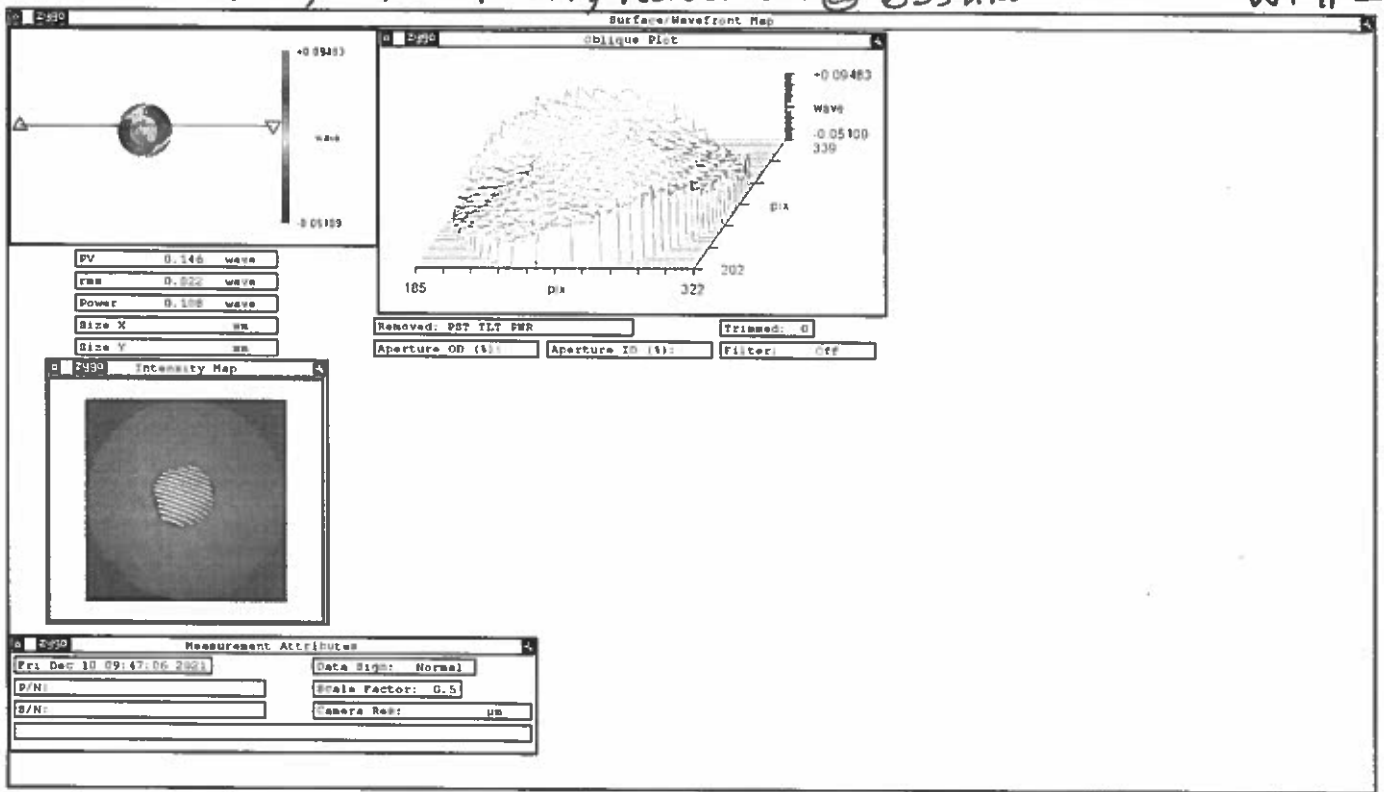 @ 633nm
Zygo
Surface/Wavefront Map
+0.09483
wave
-0.05109
Zygo
Oblique Plot
+0.09483
wave
-0.05109
339
pix
202
185
pix
322
PV 0.146 wave
rms 0.022 wave
Power 0.108 wave
Size X mm
Size Y mm
Removed: PST TLT PWR
Trimmed: 0
Aperture OD (%):
Aperture ID (%):
Filter: Off
Zygo
Intensity Map
Zygo
Measurement Attributes
Fri Dec 10 09:47:06 2021
Data Sign: Normal
P/N:
Scale Factor: 0.5
S/N:
Camera Res: µm